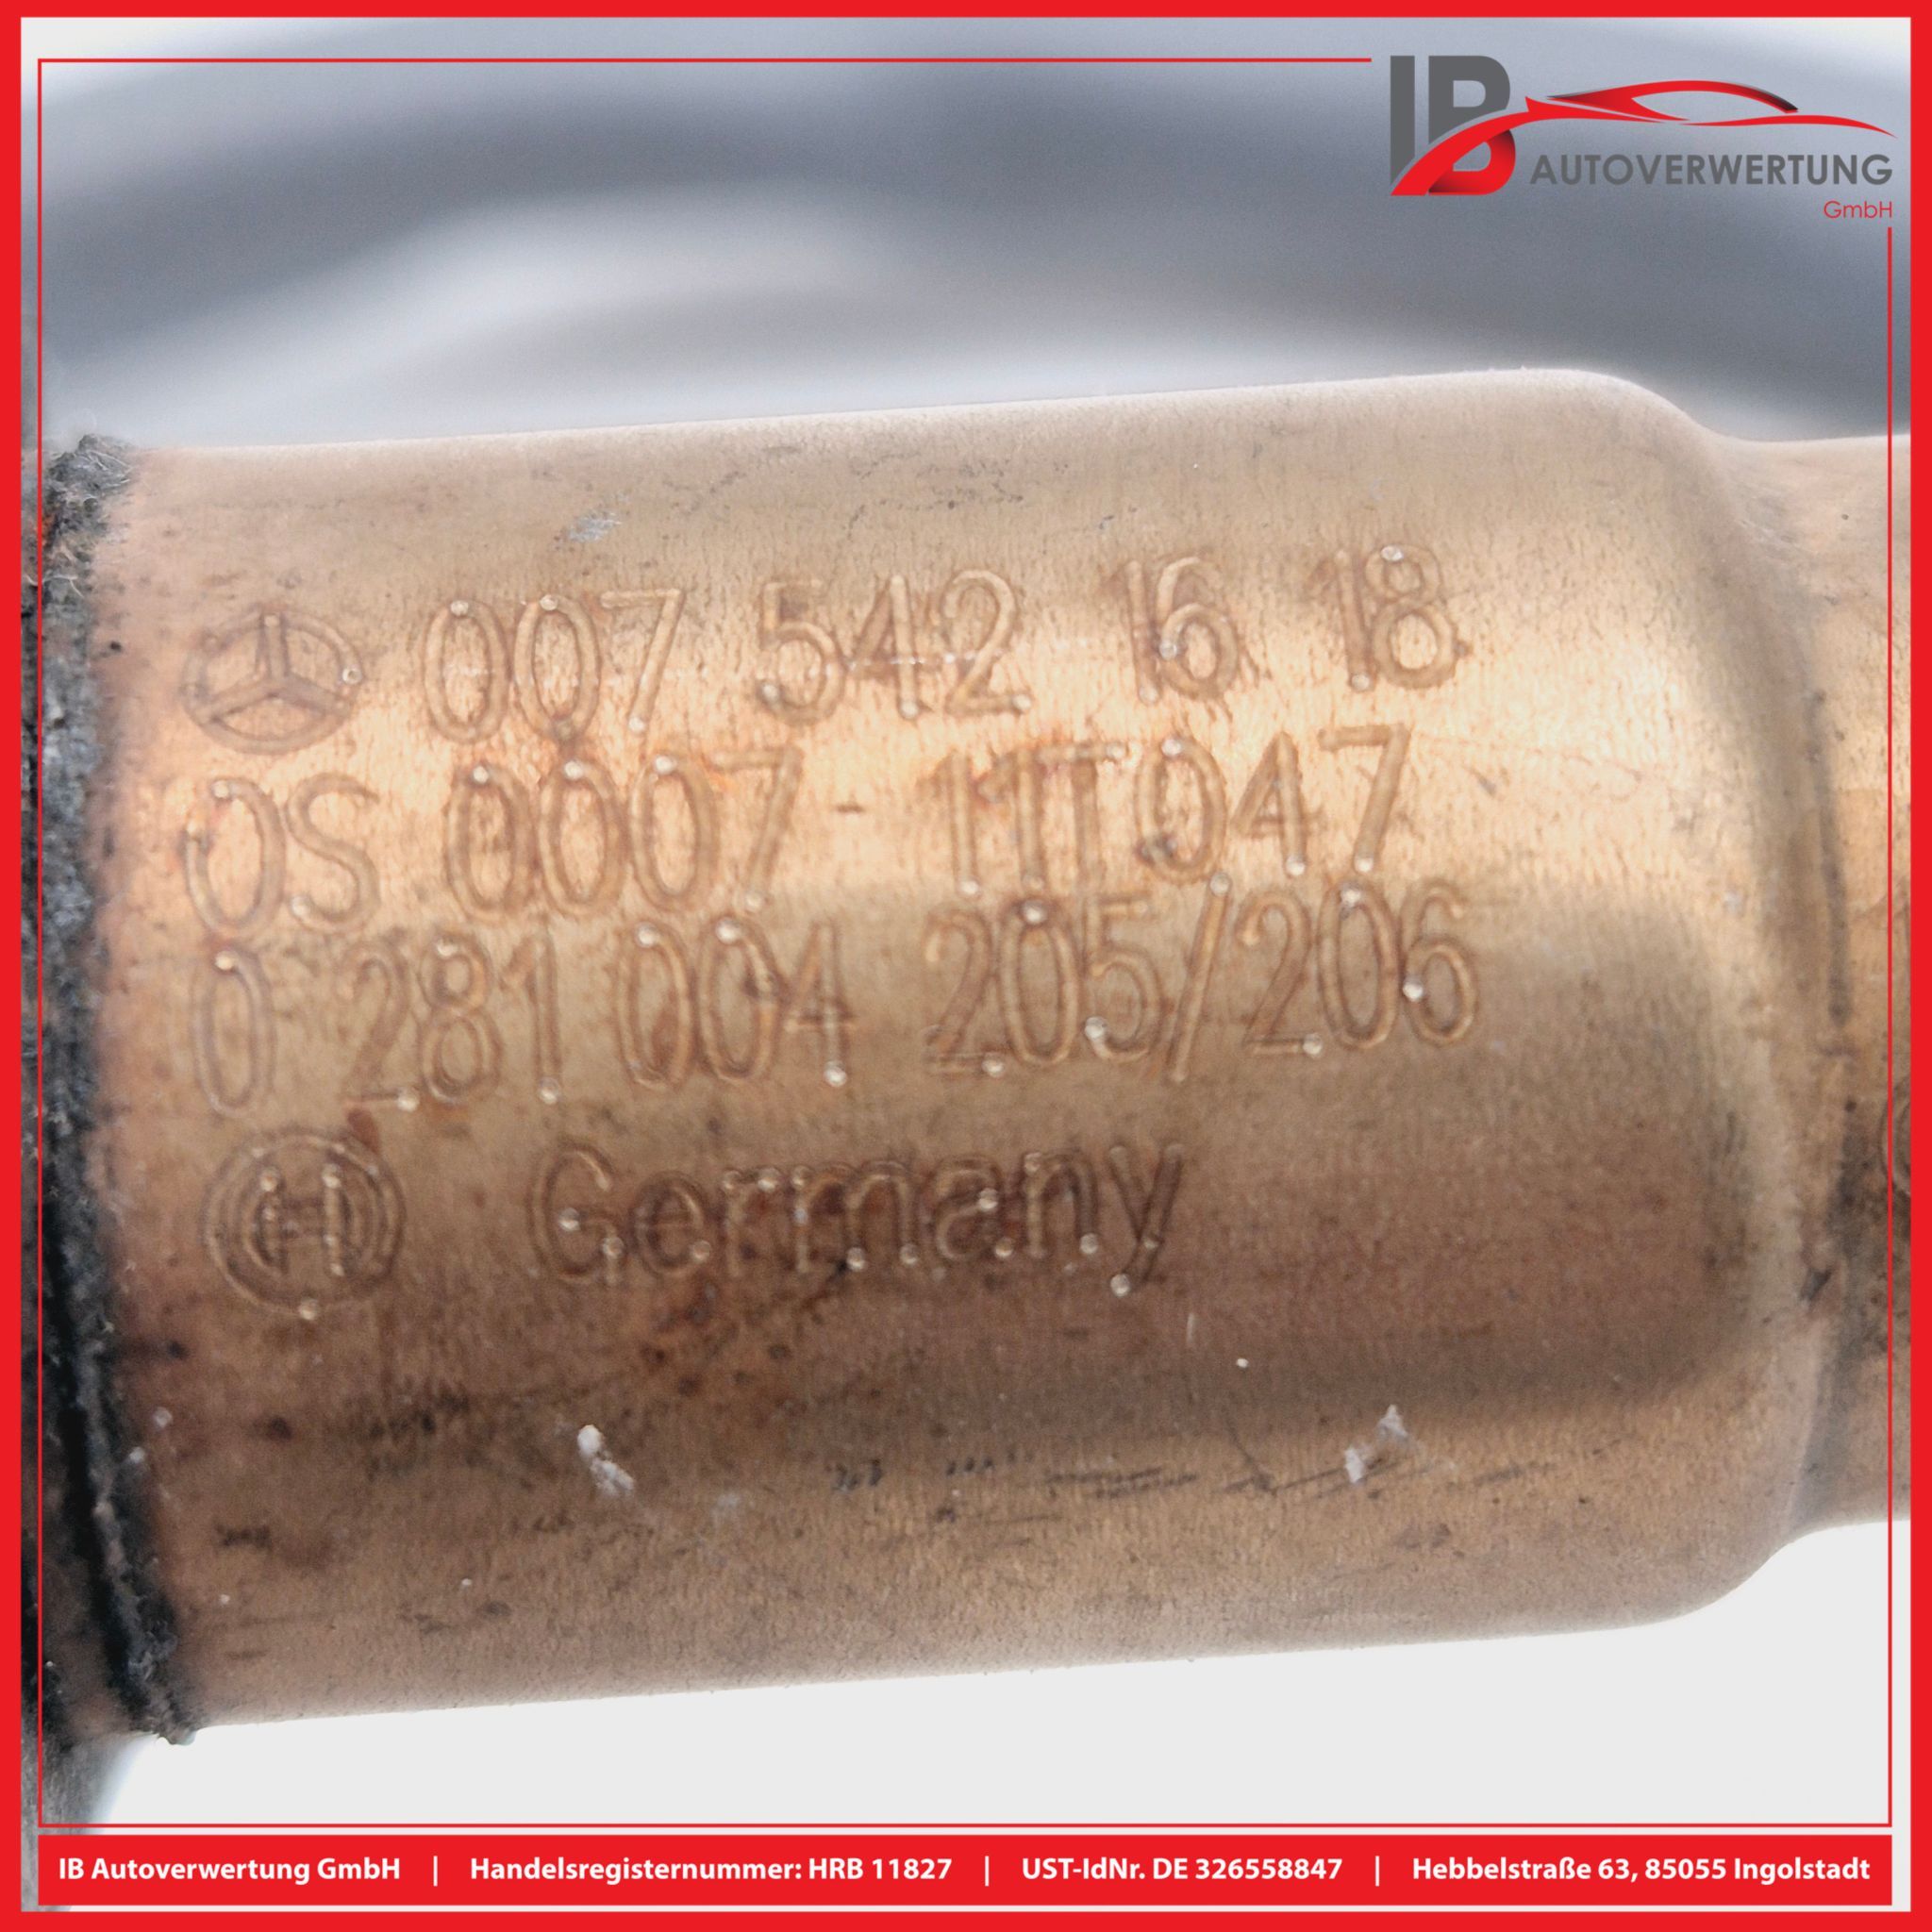 IB AUTOVERWERTUNG
GmbH
007 542 16 18
0S 0007 - 11T047
0 281 004 205/206
Germany
IB Autoverwertung GmbH | Handelsregisternummer: HRB 11827 | UST-IdNr. DE 326558847 | Hebbelstraße 63, 85055 Ingolstadt